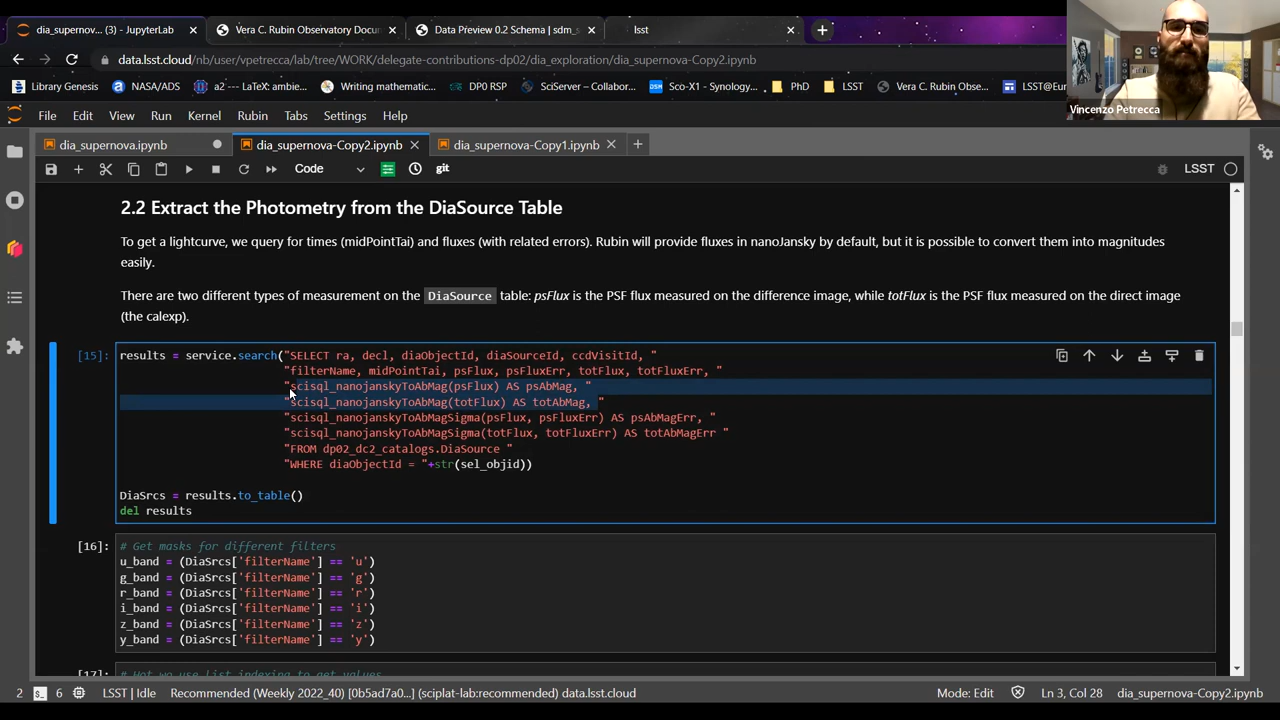 dia_supernov... (3) - JupyterLab
Vera C. Rubin Observatory Docu
Data Preview 0.2 Schema | sdm_s
lsst
data.lsst.cloud/nb/user/vpetrecca/lab/tree/WORK/delegate-contributions-dp02/dia_exploration/dia_supernova-Copy2.ipynb
Library Genesis
NASA/ADS
a2 --- LaTeX: ambie...
Writing mathematic...
DP0 RSP
SciServer – Collabor...
Sco-X1 - Synology...
PhD
LSST
Vera C. Rubin Obse...
LSST@Eur
Vincenzo Petrecca
File Edit View Run Kernel Rubin Tabs Settings Help
dia_supernova.ipynb
dia_supernova-Copy2.ipynb
dia_supernova-Copy1.ipynb
Code
git
LSST
2.2 Extract the Photometry from the DiaSource Table
To get a lightcurve, we query for times (midPointTai) and fluxes (with related errors). Rubin will provide fluxes in nanoJansky by default, but it is possible to convert them into magnitudes
easily.
There are two different types of measurement on the DiaSource table: psFlux is the PSF flux measured on the difference image, while totFlux is the PSF flux measured on the direct image
(the calexp).
[15]: results = service.search("SELECT ra, decl, diaObjectId, diaSourceId, ccdVisitId, "
"filterName, midPointTai, psFlux, psFluxErr, totFlux, totFluxErr, "
"scisql_nanojanskyToAbMag(psFlux) AS psAbMag, "
"scisql_nanojanskyToAbMag(totFlux) AS totAbMag, "
"scisql_nanojanskyToAbMagSigma(psFlux, psFluxErr) AS psAbMagErr, "
"scisql_nanojanskyToAbMagSigma(totFlux, totFluxErr) AS totAbMagErr "
"FROM dp02_dc2_catalogs.DiaSource "
"WHERE diaObjectId = "+str(sel_objid))
DiaSrcs = results.to_table()
del results
[16]: # Get masks for different filters
u_band = (DiaSrcs['filterName'] == 'u')
g_band = (DiaSrcs['filterName'] == 'g')
r_band = (DiaSrcs['filterName'] == 'r')
i_band = (DiaSrcs['filterName'] == 'i')
z_band = (DiaSrcs['filterName'] == 'z')
y_band = (DiaSrcs['filterName'] == 'y')
[17]: # Hot we use list indexing to get values
2 6 LSST | Idle Recommended (Weekly 2022_40) [0b5ad7a0...] (sciplat-lab:recommended) data.lsst.cloud Mode: Edit Ln 3, Col 28 dia_supernova-Copy2.ipynb